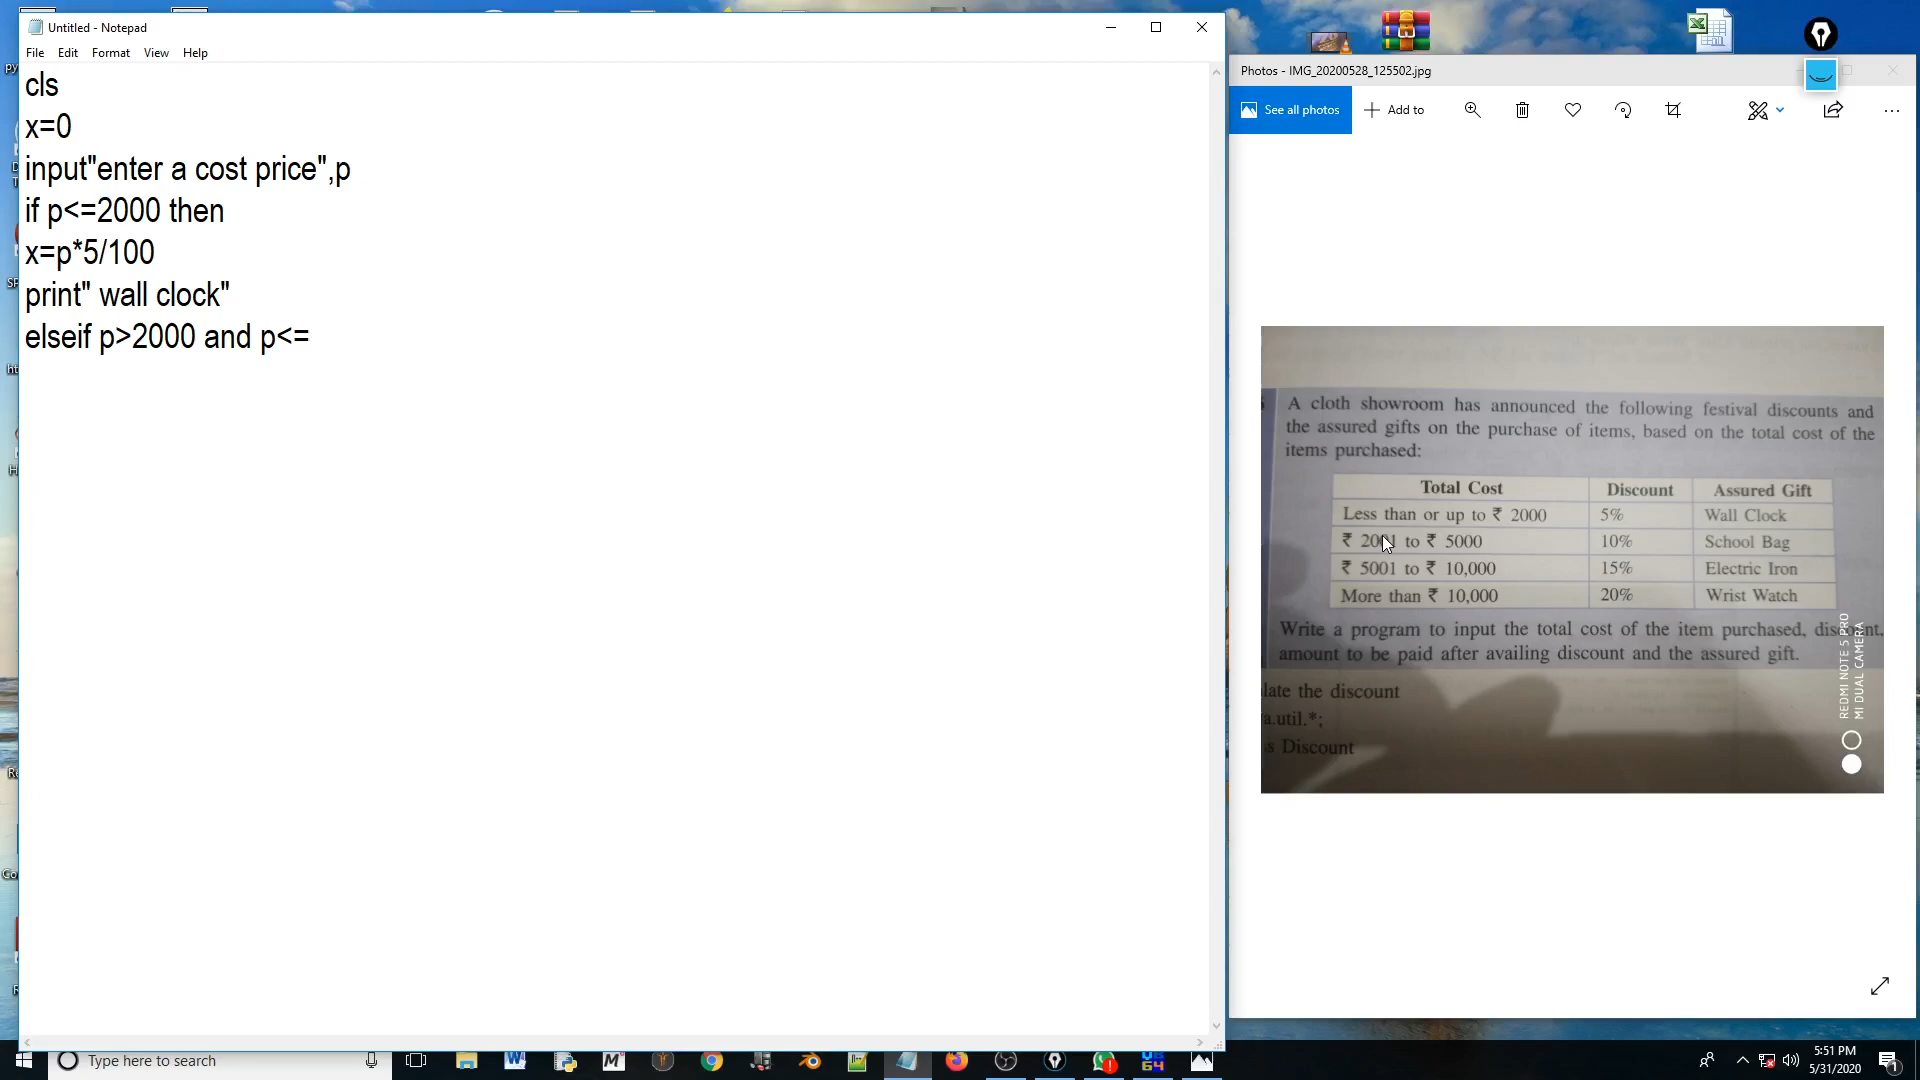 Untitled - Notepad
File Edit Format View Help
cls
x=0
input"enter a cost price",p
if p<=2000 then
x=p*5/100
print" wall clock"
elseif p>2000 and p<=
Photos - IMG_20200528_125502.jpg
See all photos Add to
A cloth showroom has announced the following festival discounts and
the assured gifts on the purchase of items, based on the total cost of the
items purchased:
Total Cost Discount Assured Gift
Less than or up to ₹ 2000 5% Wall Clock
₹ 2001 to ₹ 5000 10% School Bag
₹ 5001 to ₹ 10,000 15% Electric Iron
More than ₹ 10,000 20% Wrist Watch
Write a program to input the total cost of the item purchased, discount,
amount to be paid after availing discount and the assured gift.
late the discount
a.util.*;
s Discount
REDMI NOTE 5 PRO
MI DUAL CAMERA
Type here to search
5:51 PM
5/31/2020